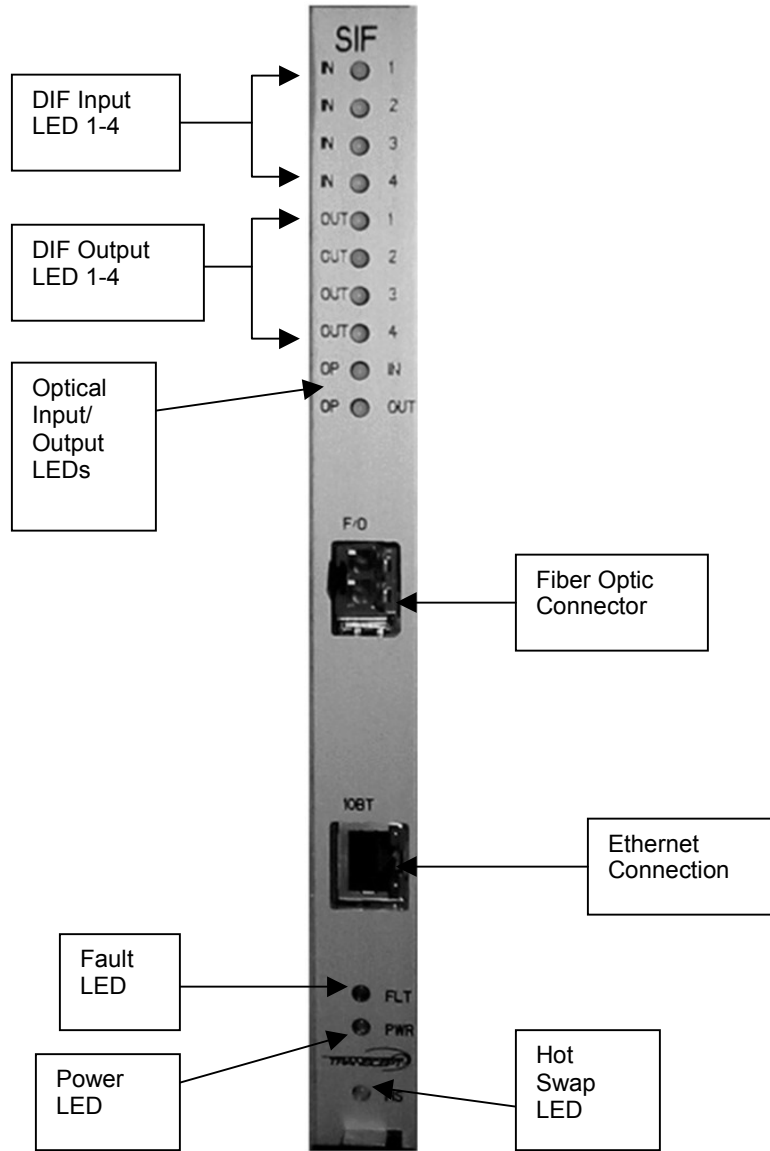 SIF
IN 1
IN 2
IN 3
IN 4
OUT 1
OUT 2
OUT 3
OUT 4
OP IN
OP OUT
F/O
10BT
FLT
PWR
TRANSCEPT
DIF Input
LED 1-4
DIF Output
LED 1-4
Optical
Input/
Output
LEDs
Fiber Optic
Connector
Ethernet
Connection
Fault
LED
Power
LED
Hot
Swap
LED